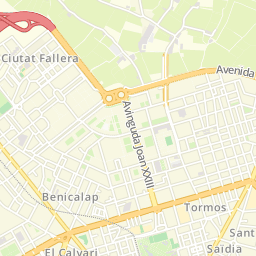 Ciutat Fallera
Avenida
Avinguda Joan XXIII
Benicalap
Tormos
Sant
El Calvari
Saïdia